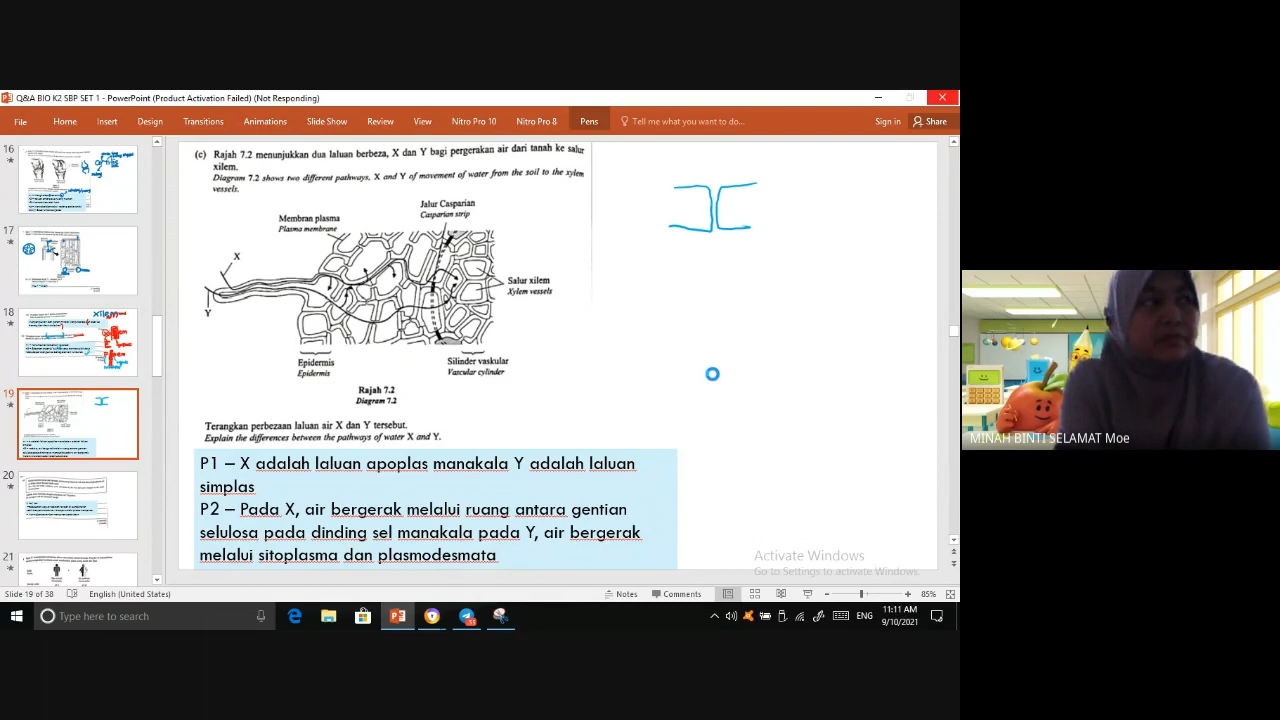 Q&A BIO K2 SBP SET 1 - PowerPoint (Product Activation Failed) (Not Responding)
File Home Insert Design Transitions Animations Slide Show Review View Nitro Pro 10 Nitro Pro 8 Pens Tell me what you want to do... Sign in Share
16
17
18
xilem
19
20
21
(c) Rajah 7.2 menunjukkan dua laluan berbeza, X dan Y bagi pergerakan air dari tanah ke salur
xilem.
Diagram 7.2 shows two different pathways, X and Y of movement of water from the soil to the xylem
vessels.
Jalur Casparian
Casparian strip
Membran plasma
Plasma membrane
X
Salur xilem
Xylem vessels
Y
Epidermis
Epidermis
Silinder vaskular
Vascular cylinder
Rajah 7.2
Diagram 7.2
Terangkan perbezaan laluan air X dan Y tersebut.
Explain the differences between the pathways of water X and Y.
P1 – X adalah laluan apoplas manakala Y adalah laluan
simplas
P2 – Pada X, air bergerak melalui ruang antara gentian
selulosa pada dinding sel manakala pada Y, air bergerak
melalui sitoplasma dan plasmodesmata
Activate Windows
Go to Settings to activate Windows.
MINAH BINTI SELAMAT Moe
Slide 19 of 38 English (United States) Notes Comments 85%
Type here to search
ENG
11:11 AM
9/10/2021